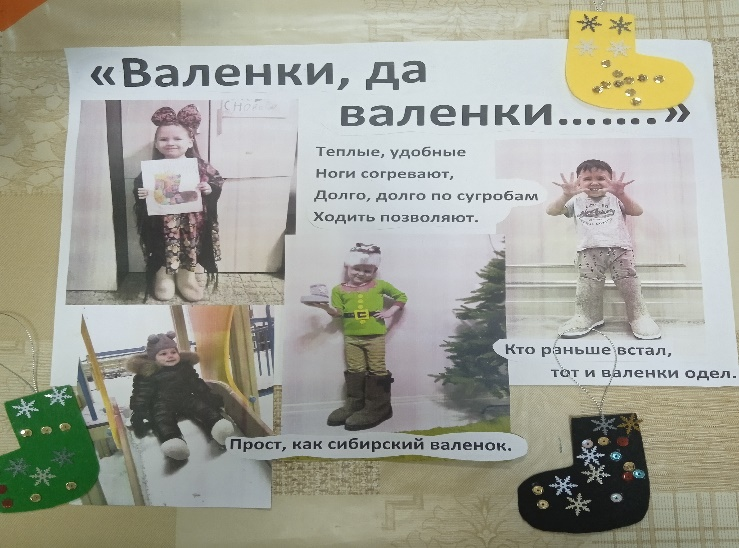 «Валенки, да
валенки.......»
Теплые, удобные
Ноги согревают,
Долго, долго по сугробам
Ходить позволяют.
Кто раньше встал,
тот и валенки одел.
Прост, как сибирский валенок.